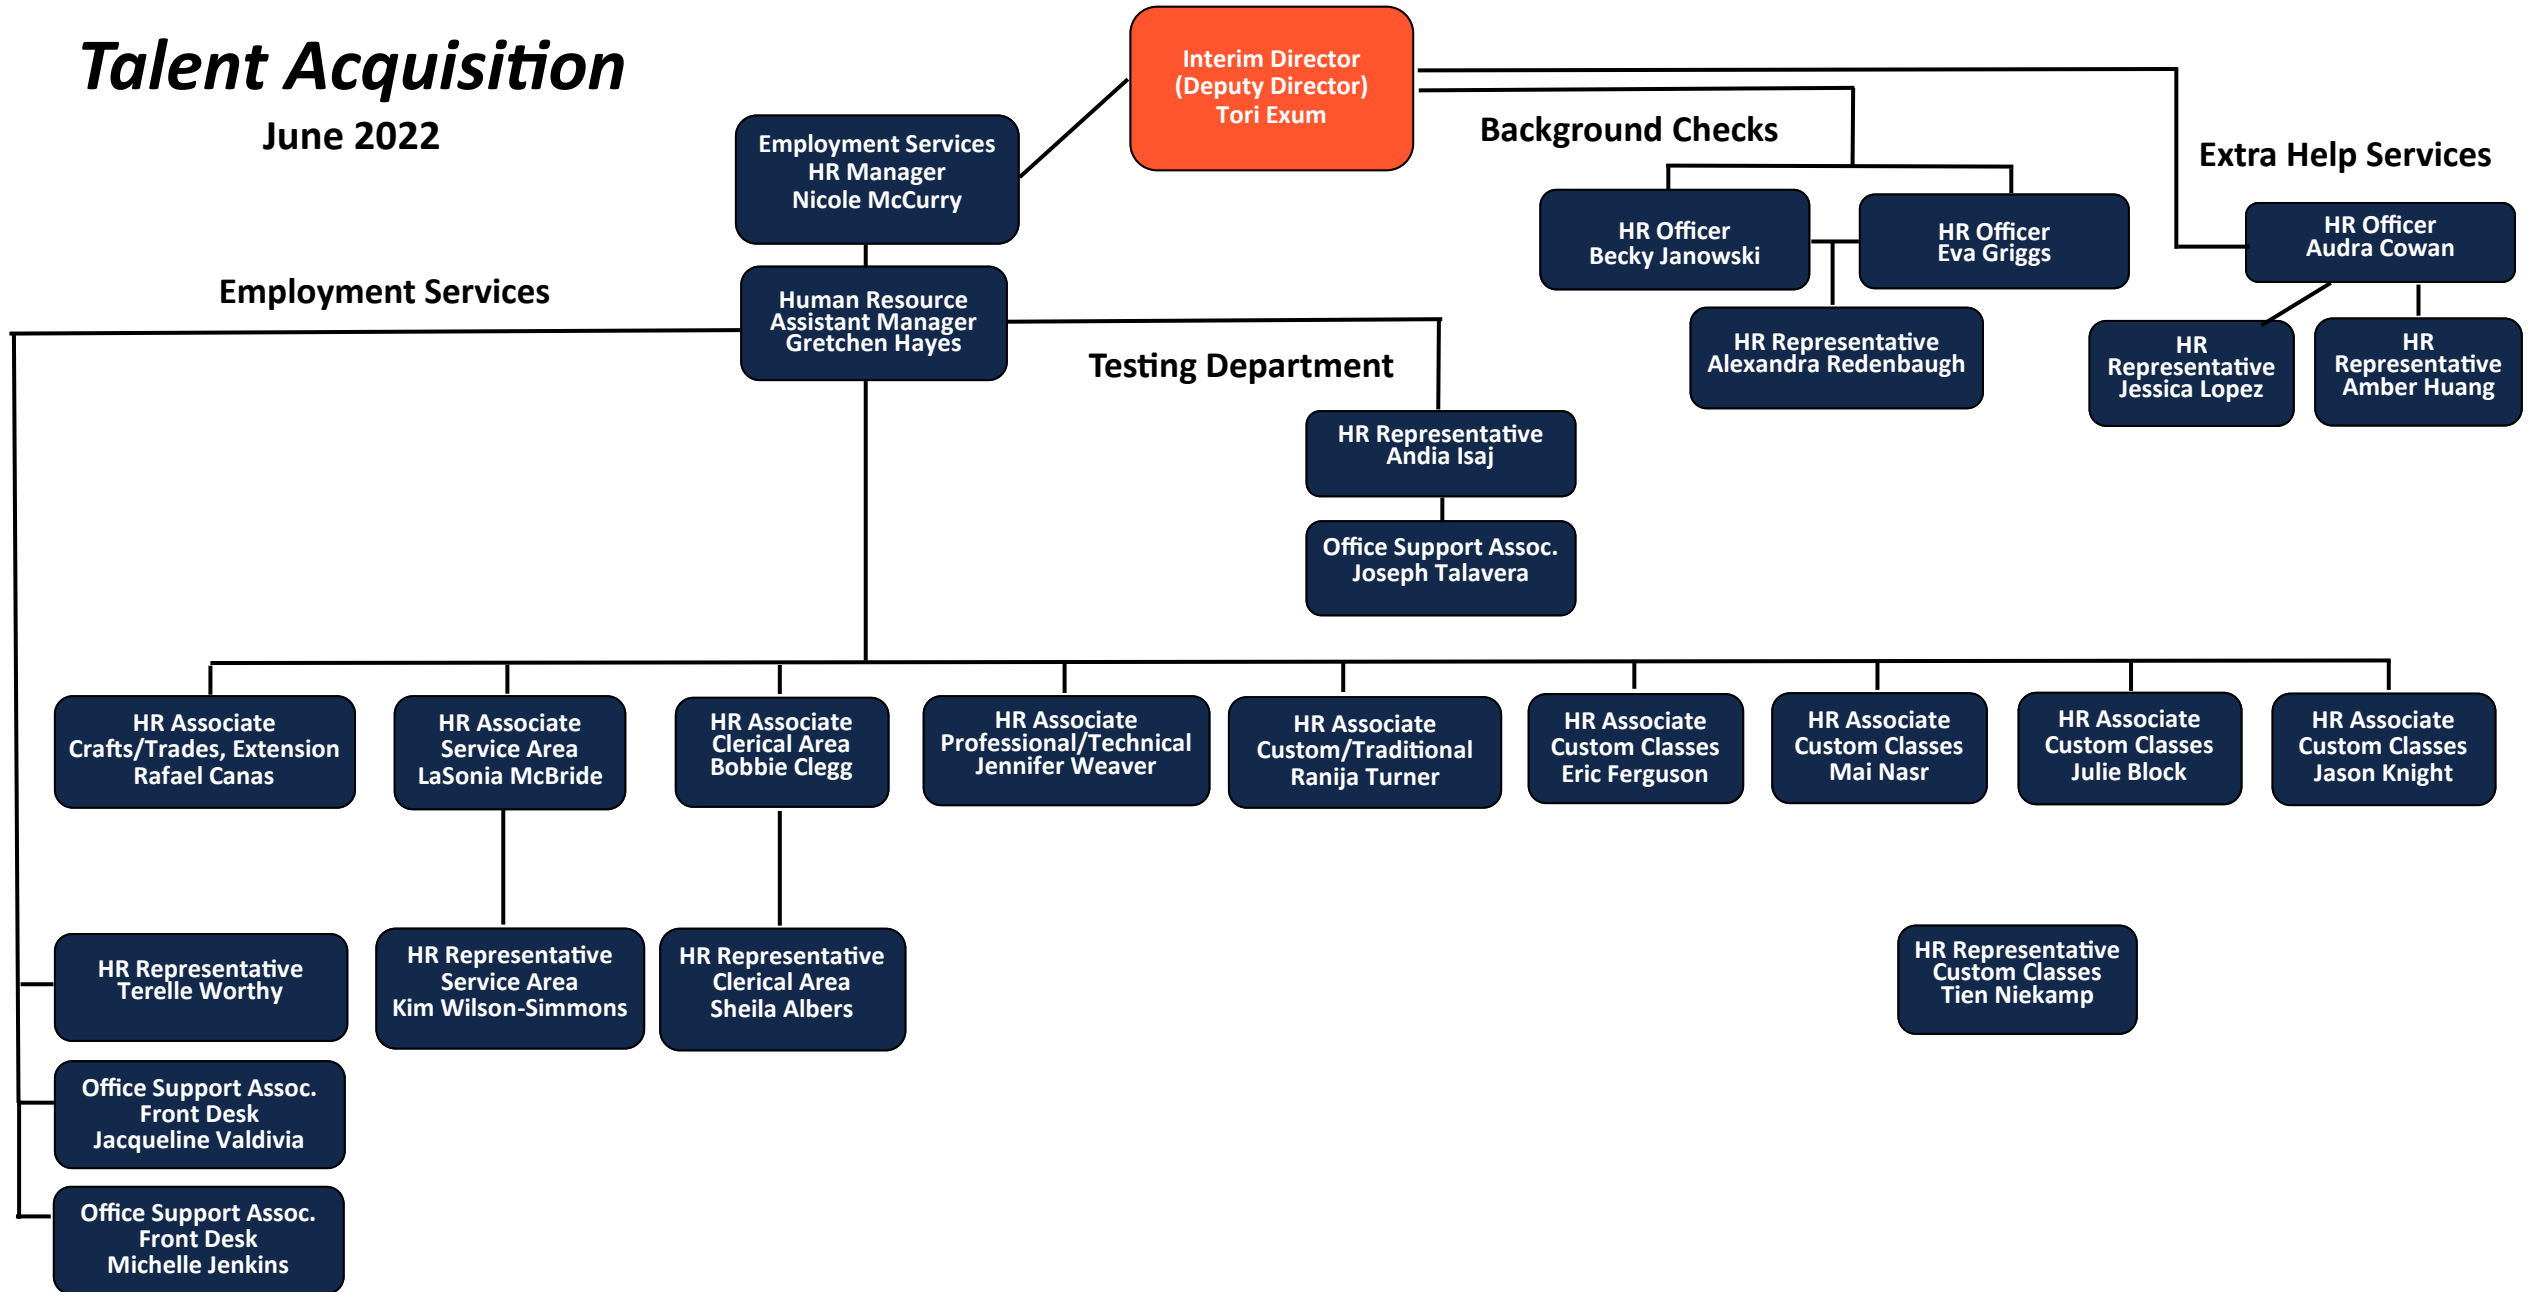 Talent Acquisition
June 2022
Interim Director
(Deputy Director)
Tori Exum
Employment Services
HR Manager
Nicole McCurry
Background Checks
Extra Help Services
HR Officer
Becky Janowski
HR Officer
Eva Griggs
HR Officer
Audra Cowan
Employment Services
Human Resource
Assistant Manager
Gretchen Hayes
Testing Department
HR Representative
Alexandra Redenbaugh
HR
Representative
Jessica Lopez
HR
Representative
Amber Huang
HR Representative
Andia Isaj
Office Support Assoc.
Joseph Talavera
HR Associate
Crafts/Trades, Extension
Rafael Canas
HR Associate
Service Area
LaSonia McBride
HR Associate
Clerical Area
Bobbie Clegg
HR Associate
Professional/Technical
Jennifer Weaver
HR Associate
Custom/Traditional
Ranija Turner
HR Associate
Custom Classes
Eric Ferguson
HR Associate
Custom Classes
Mai Nasr
HR Associate
Custom Classes
Julie Block
HR Associate
Custom Classes
Jason Knight
HR Representative
Terelle Worthy
HR Representative
Service Area
Kim Wilson-Simmons
HR Representative
Clerical Area
Sheila Albers
HR Representative
Custom Classes
Tien Niekamp
Office Support Assoc.
Front Desk
Jacqueline Valdivia
Office Support Assoc.
Front Desk
Michelle Jenkins